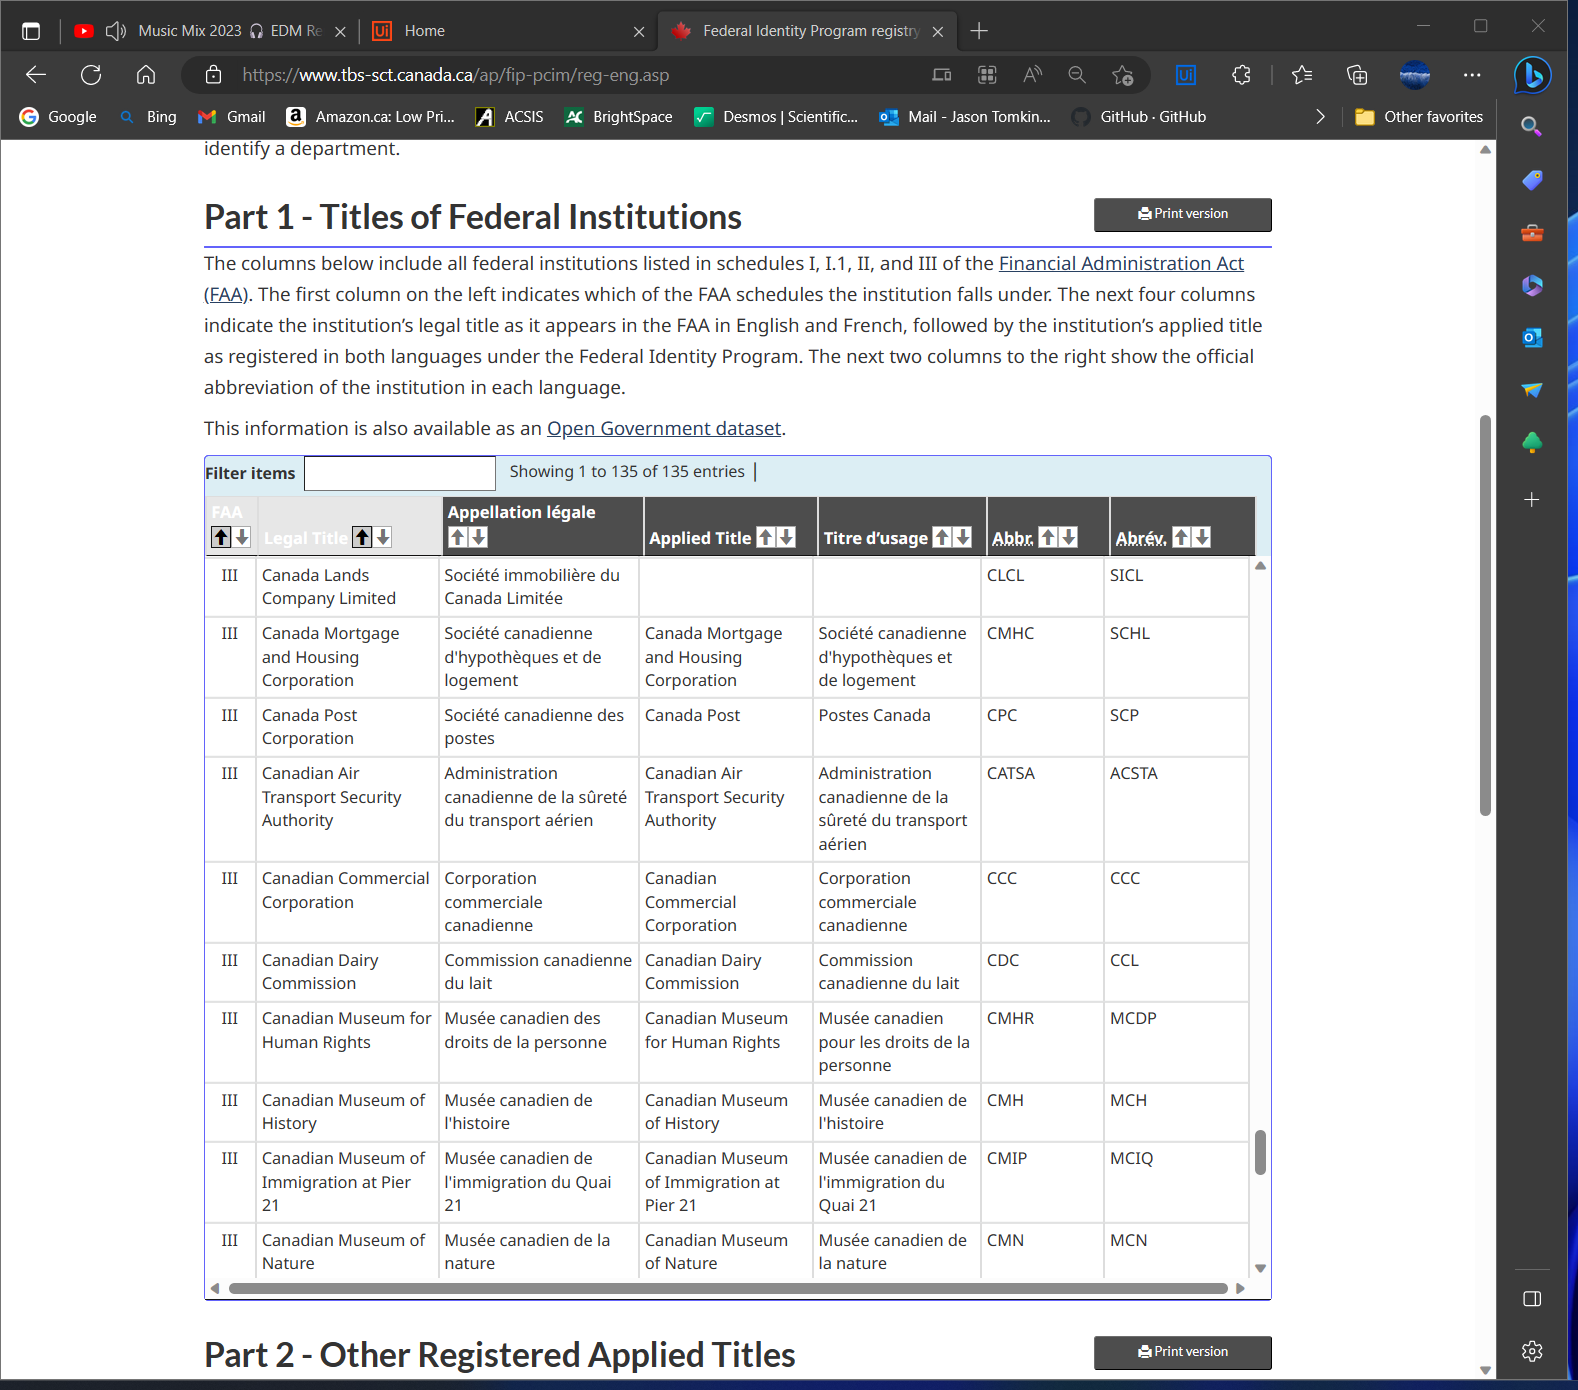 Music Mix 2023 🎧 EDM Re
Home
Federal Identity Program registry
https://www.tbs-sct.canada.ca/ap/fip-pcim/reg-eng.asp
Google
Bing
Gmail
Amazon.ca: Low Pri...
ACSIS
BrightSpace
Desmos | Scientific...
Mail - Jason Tomkin...
GitHub · GitHub
Other favorites
identify a department.
Part 1 - Titles of Federal Institutions
Print version
The columns below include all federal institutions listed in schedules I, I.1, II, and III of the Financial Administration Act
(FAA). The first column on the left indicates which of the FAA schedules the institution falls under. The next four columns
indicate the institution’s legal title as it appears in the FAA in English and French, followed by the institution’s applied title
as registered in both languages under the Federal Identity Program. The next two columns to the right show the official
abbreviation of the institution in each language.
This information is also available as an Open Government dataset.
Filter items
Showing 1 to 135 of 135 entries |
FAA
Legal Title
Appellation légale
Applied Title
Titre d’usage
Abbr.
Abrév.
III
Canada Lands
Company Limited
Société immobilière du
Canada Limitée
CLCL
SICL
III
Canada Mortgage
and Housing
Corporation
Société canadienne
d'hypothèques et de
logement
Canada Mortgage
and Housing
Corporation
Société canadienne
d'hypothèques et
de logement
CMHC
SCHL
III
Canada Post
Corporation
Société canadienne des
postes
Canada Post
Postes Canada
CPC
SCP
III
Canadian Air
Transport Security
Authority
Administration
canadienne de la sûreté
du transport aérien
Canadian Air
Transport Security
Authority
Administration
canadienne de la
sûreté du transport
aérien
CATSA
ACSTA
III
Canadian Commercial
Corporation
Corporation
commerciale
canadienne
Canadian
Commercial
Corporation
Corporation
commerciale
canadienne
CCC
CCC
III
Canadian Dairy
Commission
Commission canadienne
du lait
Canadian Dairy
Commission
Commission
canadienne du lait
CDC
CCL
III
Canadian Museum for
Human Rights
Musée canadien des
droits de la personne
Canadian Museum
for Human Rights
Musée canadien
pour les droits de la
personne
CMHR
MCDP
III
Canadian Museum of
History
Musée canadien de
l'histoire
Canadian Museum
of History
Musée canadien de
l'histoire
CMH
MCH
III
Canadian Museum of
Immigration at Pier
21
Musée canadien de
l'immigration du Quai
21
Canadian Museum
of Immigration at
Pier 21
Musée canadien de
l'immigration du
Quai 21
CMIP
MCIQ
III
Canadian Museum of
Nature
Musée canadien de la
nature
Canadian Museum
of Nature
Musée canadien de
la nature
CMN
MCN
Part 2 - Other Registered Applied Titles
Print version